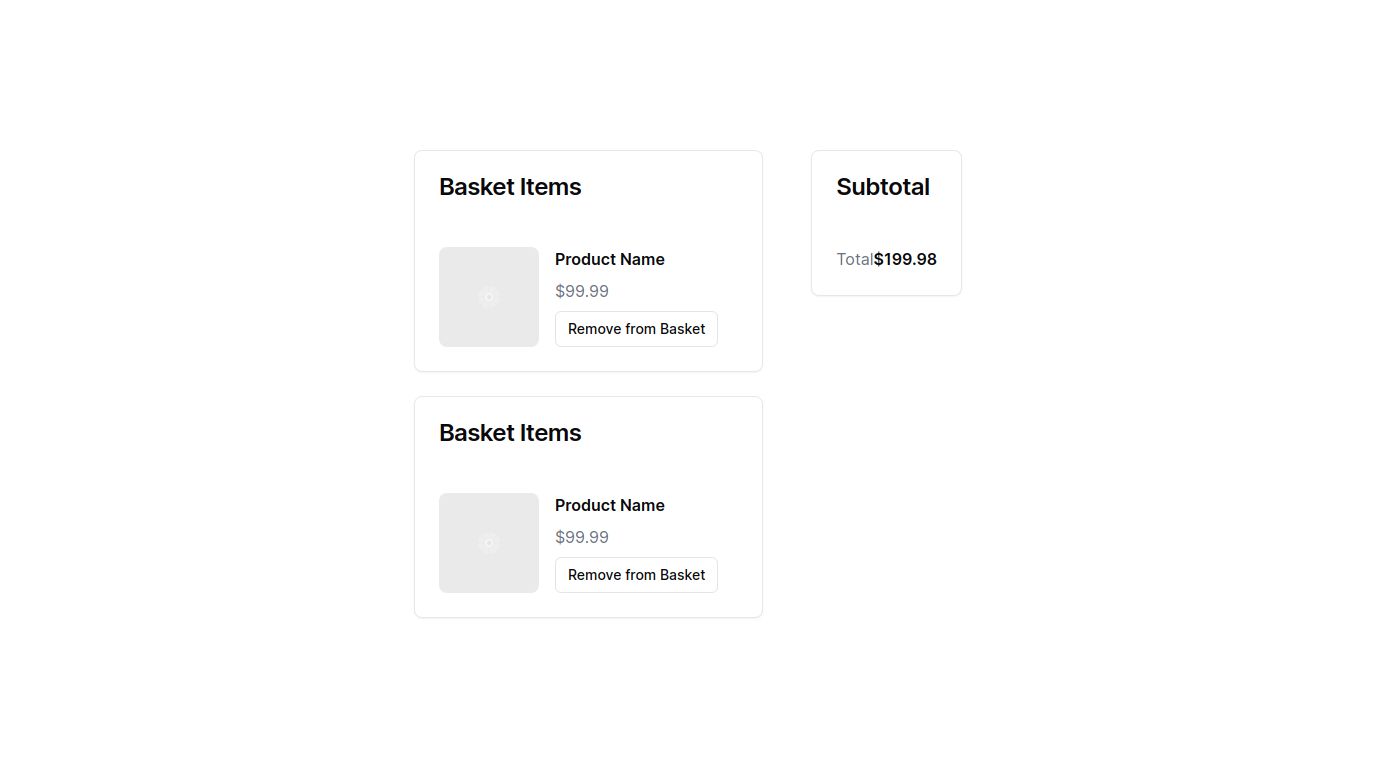 Basket Items
Product Name
$99.99
Remove from Basket
Basket Items
Product Name
$99.99
Remove from Basket
Subtotal
Total$199.98